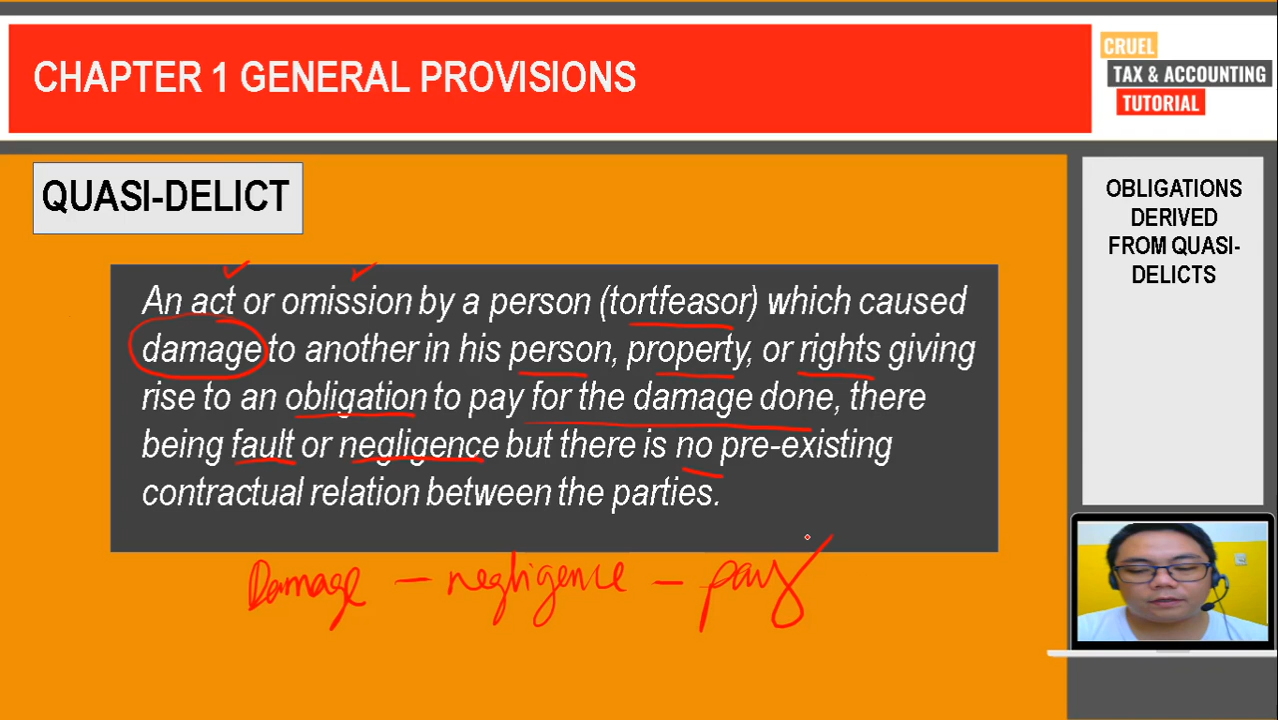 CHAPTER 1 GENERAL PROVISIONS
CRUEL
TAX & ACCOUNTING
TUTORIAL
QUASI-DELICT
An act or omission by a person (tortfeasor) which caused
damage to another in his person, property, or rights giving
rise to an obligation to pay for the damage done, there
being fault or negligence but there is no pre-existing
contractual relation between the parties.
Damage - negligence - pay
OBLIGATIONS
DERIVED
FROM QUASI-
DELICTS